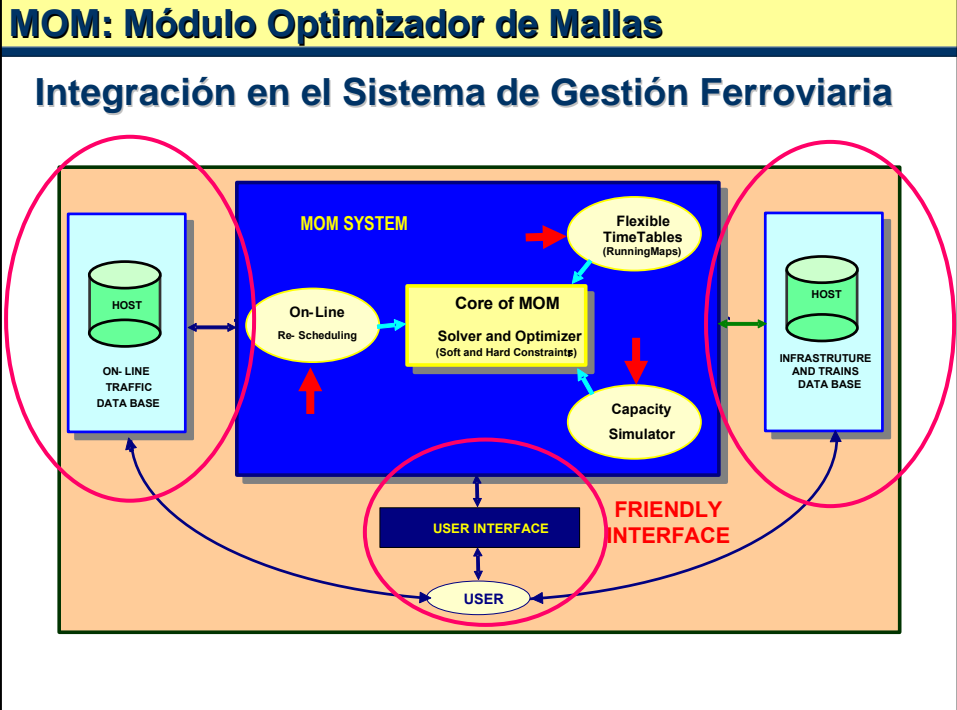 MOM: Módulo Optimizador de Mallas
Integración en el Sistema de Gestión Ferroviaria
MOM SYSTEM
Flexible
TimeTables
(RunningMaps)
HOST
ON- LINE
TRAFFIC
DATA BASE
On- Line
Re- Scheduling
Core of MOM
Solver and Optimizer
(Soft and Hard Constraints)
Capacity
Simulator
HOST
INFRASTRUTURE
AND TRAINS
DATA BASE
USER INTERFACE
FRIENDLY
INTERFACE
USER